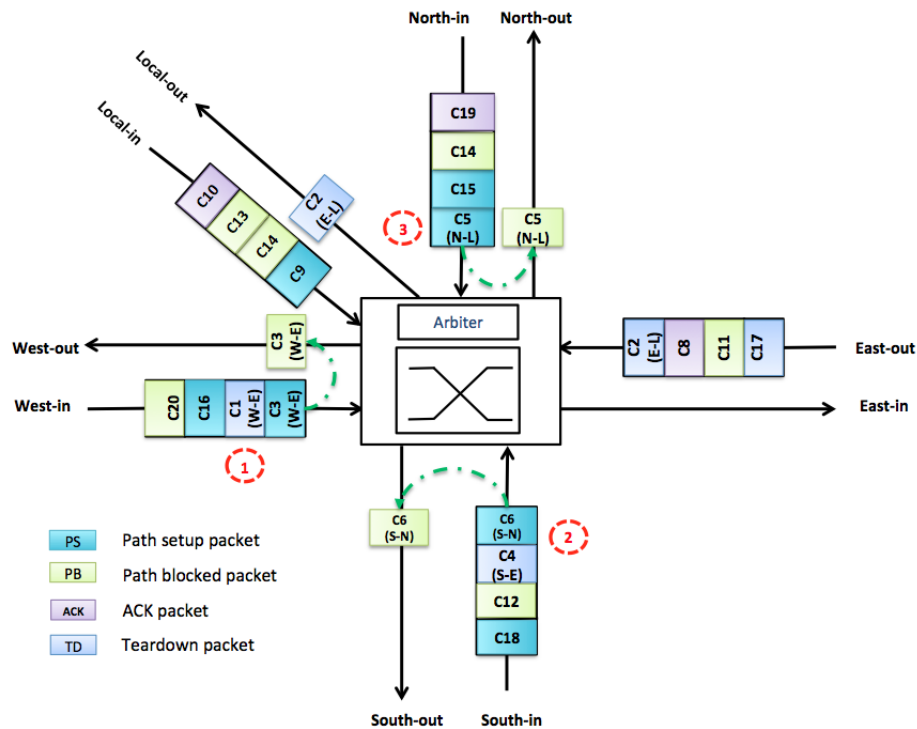 North-in
North-out
Local-out
Local-in
C19
C14
C15
C5
(N-L)
3
C5
(N-L)
C2
(E-L)
C10
C13
C14
C9
Arbiter
West-out
C3
(W-E)
C2
(E-L)
C8
C11
C17
East-out
West-in
C20
C16
C1
(W-E)
C3
(W-E)
East-in
1
C6
(S-N)
C6
(S-N)
2
C4
(S-E)
C12
C18
PS Path setup packet
PB Path blocked packet
ACK ACK packet
TD Teardown packet
South-out
South-in